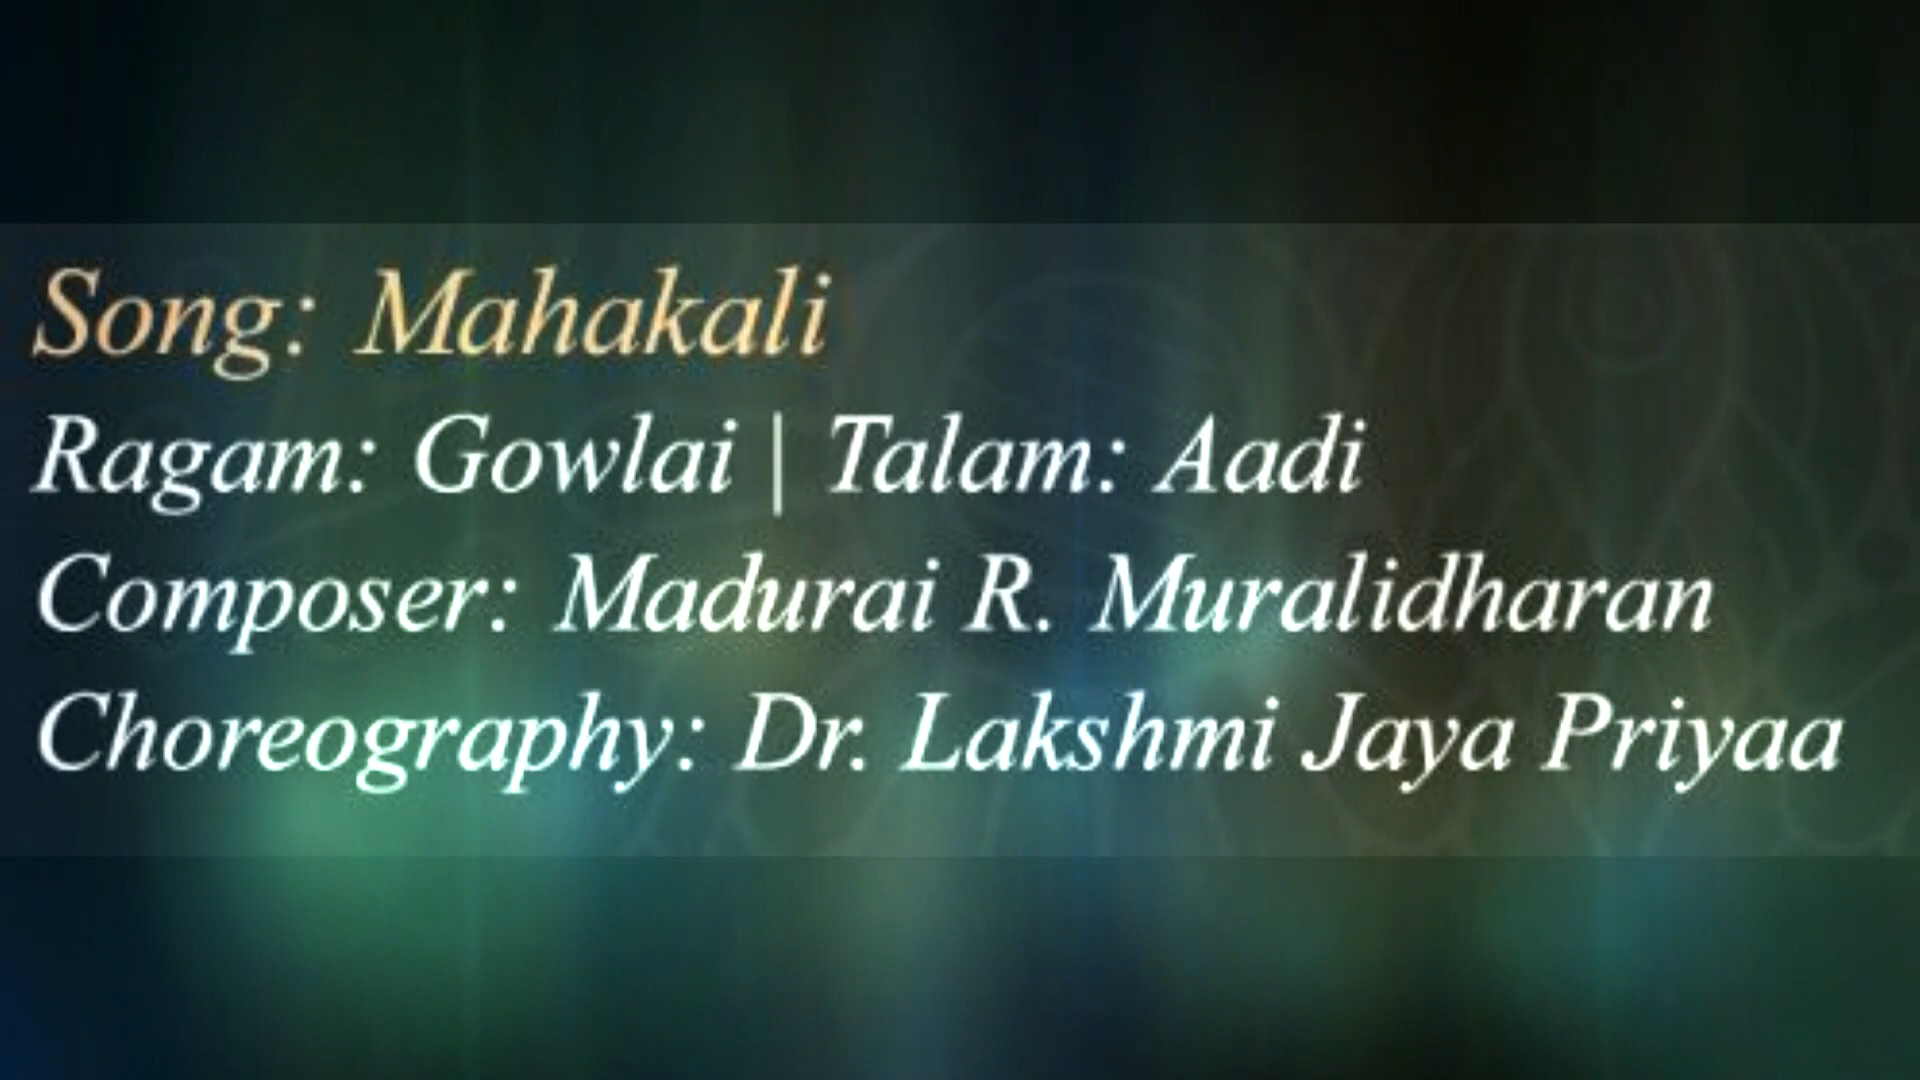 Song: Mahakali
Ragam: Gowlai | Talam: Aadi
Composer: Madurai R. Muralidharan
Choreography: Dr. Lakshmi Jaya Priyaa